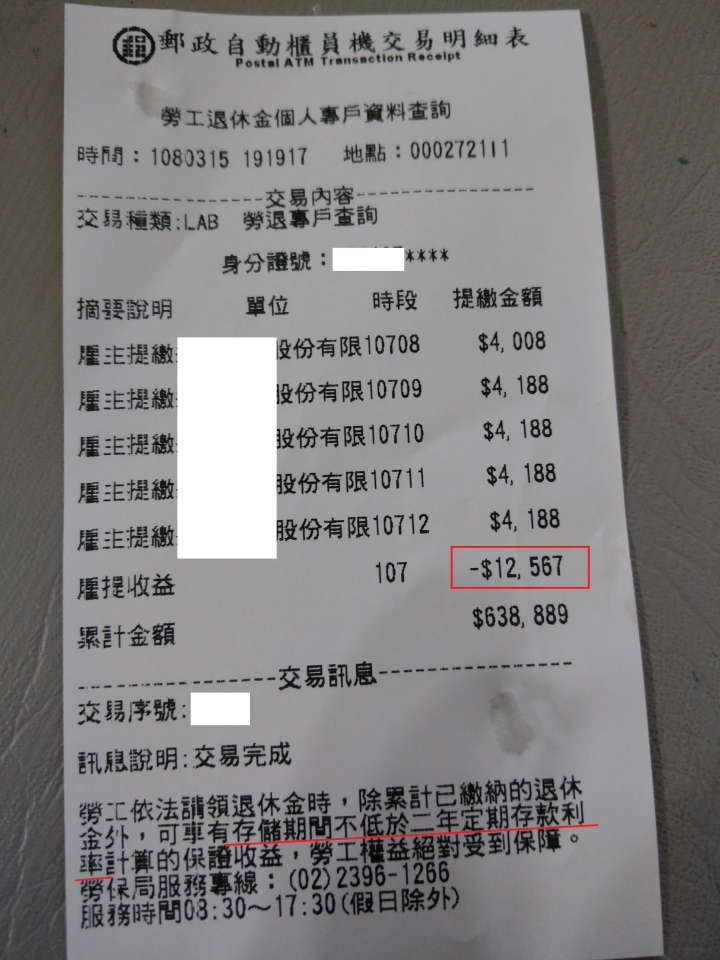 郵政自動櫃員機交易明細表
Postal ATM Transaction Receipt
勞工退休金個人專戶資料查詢
時間：1080315 191917 地點：000272111
--------------交易內容--------------
交易種類:LAB 勞退專戶查詢
身分證號：****
摘要說明 單位 時段 提繳金額
雇主提繳 股份有限10708 $4,008
雇主提繳 股份有限10709 $4,188
雇主提繳 股份有限10710 $4,188
雇主提繳 股份有限10711 $4,188
雇主提繳 股份有限10712 $4,188
雇提收益 107 -$12,567
累計金額 $638,889
--------------交易訊息--------------
交易序號:
訊息說明:交易完成
勞工依法請領退休金時，除累計已繳納的退休
金外，可享有存儲期間不低於二年定期存款利
率計算的保證收益，勞工權益絕對受到保障。
勞保局服務專線：(02)2396-1266
服務時間08:30～17:30(假日除外)